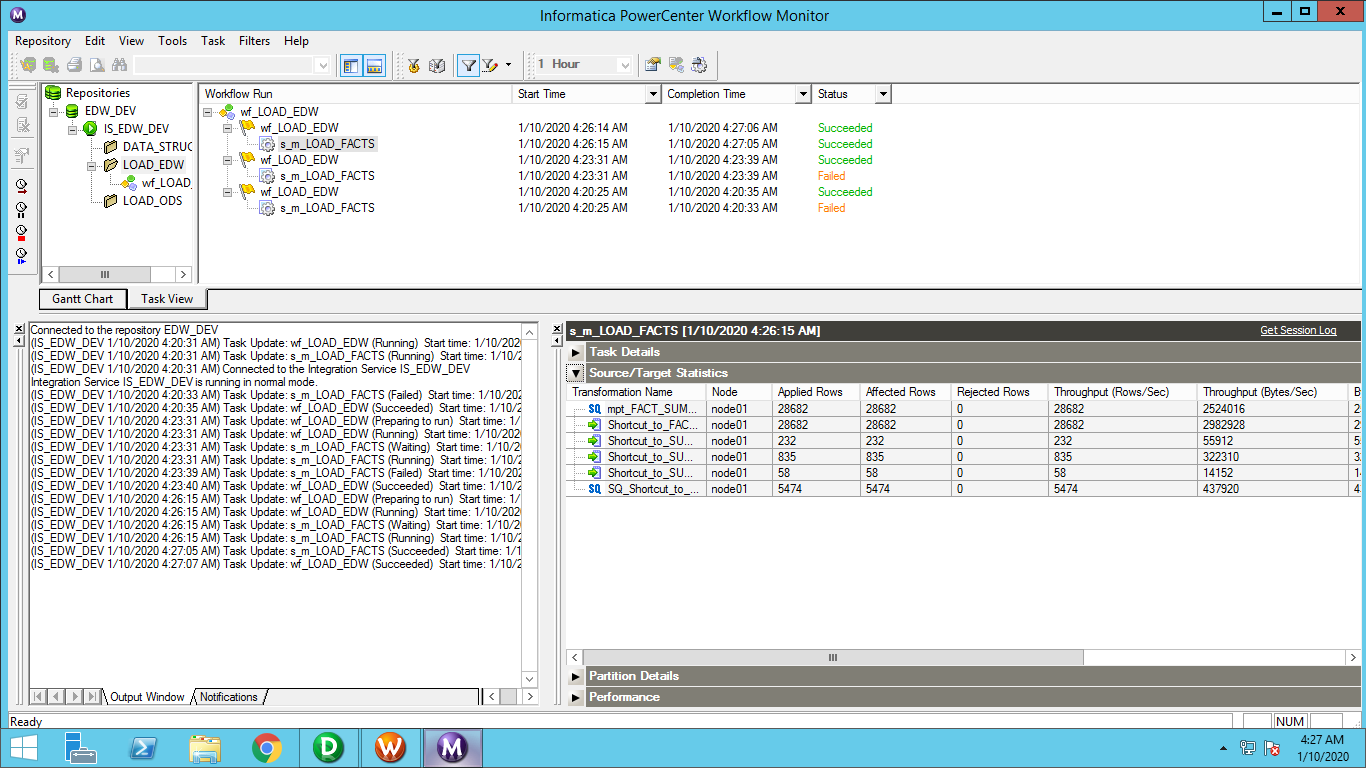 Informatica PowerCenter Workflow Monitor
Repository Edit View Tools Task Filters Help
1 Hour
Repositories
EDW_DEV
IS_EDW_DEV
DATA_STRUC
LOAD_EDW
wf_LOAD_
LOAD_ODS
Workflow Run Start Time Completion Time Status
wf_LOAD_EDW
wf_LOAD_EDW 1/10/2020 4:26:14 AM 1/10/2020 4:27:06 AM Succeeded
s_m_LOAD_FACTS 1/10/2020 4:26:15 AM 1/10/2020 4:27:05 AM Succeeded
wf_LOAD_EDW 1/10/2020 4:23:31 AM 1/10/2020 4:23:39 AM Succeeded
s_m_LOAD_FACTS 1/10/2020 4:23:31 AM 1/10/2020 4:23:39 AM Failed
wf_LOAD_EDW 1/10/2020 4:20:25 AM 1/10/2020 4:20:35 AM Succeeded
s_m_LOAD_FACTS 1/10/2020 4:20:25 AM 1/10/2020 4:20:33 AM Failed
Gantt Chart Task View
Connected to the repository EDW_DEV
(IS_EDW_DEV 1/10/2020 4:20:31 AM) Task Update: wf_LOAD_EDW (Running) Start time: 1/10/202
(IS_EDW_DEV 1/10/2020 4:20:31 AM) Task Update: s_m_LOAD_FACTS (Running) Start time: 1/10/2
(IS_EDW_DEV 1/10/2020 4:20:31 AM) Connected to the Integration Service IS_EDW_DEV
Integration Service IS_EDW_DEV is running in normal mode.
(IS_EDW_DEV 1/10/2020 4:20:33 AM) Task Update: s_m_LOAD_FACTS (Failed) Start time: 1/10/202
(IS_EDW_DEV 1/10/2020 4:20:35 AM) Task Update: wf_LOAD_EDW (Succeeded) Start time: 1/10/2
(IS_EDW_DEV 1/10/2020 4:23:31 AM) Task Update: wf_LOAD_EDW (Preparing to run) Start time: 1/
(IS_EDW_DEV 1/10/2020 4:23:31 AM) Task Update: wf_LOAD_EDW (Running) Start time: 1/10/202
(IS_EDW_DEV 1/10/2020 4:23:31 AM) Task Update: s_m_LOAD_FACTS (Waiting) Start time: 1/10/2
(IS_EDW_DEV 1/10/2020 4:23:31 AM) Task Update: s_m_LOAD_FACTS (Running) Start time: 1/10/2
(IS_EDW_DEV 1/10/2020 4:23:39 AM) Task Update: s_m_LOAD_FACTS (Failed) Start time: 1/10/202
(IS_EDW_DEV 1/10/2020 4:23:40 AM) Task Update: wf_LOAD_EDW (Succeeded) Start time: 1/10/2
(IS_EDW_DEV 1/10/2020 4:26:15 AM) Task Update: wf_LOAD_EDW (Preparing to run) Start time: 1/
(IS_EDW_DEV 1/10/2020 4:26:15 AM) Task Update: wf_LOAD_EDW (Running) Start time: 1/10/202
(IS_EDW_DEV 1/10/2020 4:26:15 AM) Task Update: s_m_LOAD_FACTS (Waiting) Start time: 1/10/2
(IS_EDW_DEV 1/10/2020 4:26:15 AM) Task Update: s_m_LOAD_FACTS (Running) Start time: 1/10/2
(IS_EDW_DEV 1/10/2020 4:27:05 AM) Task Update: s_m_LOAD_FACTS (Succeeded) Start time: 1/1
(IS_EDW_DEV 1/10/2020 4:27:07 AM) Task Update: wf_LOAD_EDW (Succeeded) Start time: 1/10/2
Output Window Notifications
s_m_LOAD_FACTS [1/10/2020 4:26:15 AM] Get Session Log
Task Details
Source/Target Statistics
Transformation Name Node Applied Rows Affected Rows Rejected Rows Throughput (Rows/Sec) Throughput (Bytes/Sec) B
SQ mpt_FACT_SUM... node01 28682 28682 0 28682 2524016
Shortcut_to_FAC... node01 28682 28682 0 28682 2982928
Shortcut_to_SU... node01 232 232 0 232 55912
Shortcut_to_SU... node01 835 835 0 835 322310
Shortcut_to_SU... node01 58 58 0 58 14152
SQ SQ_Shortcut_to_... node01 5474 5474 0 5474 437920
Partition Details
Performance
Ready NUM
D W M
4:27 AM
1/10/2020